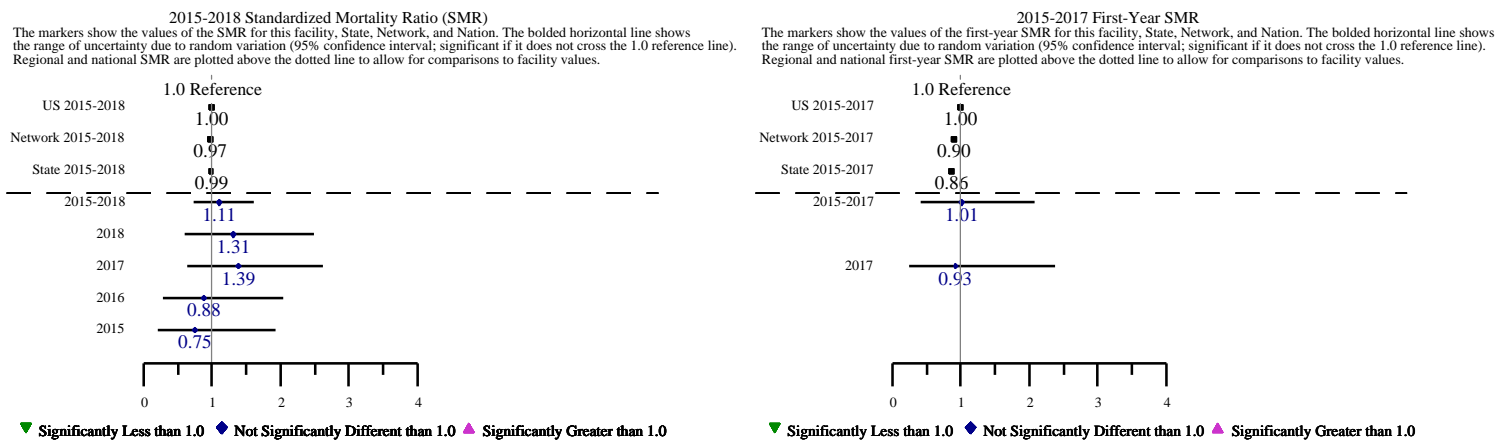 2015-2018 Standardized Mortality Ratio (SMR)
The markers show the values of the SMR for this facility, State, Network, and Nation. The bolded horizontal line shows
the range of uncertainty due to random variation (95% confidence interval; significant if it does not cross the 1.0 reference line).
Regional and national SMR are plotted above the dotted line to allow for comparisons to facility values.
1.0 Reference
US 2015-2018
1.00
Network 2015-2018
0.97
State 2015-2018
0.99
2015-2018
1.11
2018
1.31
2017
1.39
2016
0.88
2015
0.75
0 1 2 3 4
Significantly Less than 1.0 Not Significantly Different than 1.0 Significantly Greater than 1.0
2015-2017 First-Year SMR
The markers show the values of the first-year SMR for this facility, State, Network, and Nation. The bolded horizontal line shows
the range of uncertainty due to random variation (95% confidence interval; significant if it does not cross the 1.0 reference line).
Regional and national first-year SMR are plotted above the dotted line to allow for comparisons to facility values.
1.0 Reference
US 2015-2017
1.00
Network 2015-2017
0.90
State 2015-2017
0.86
2015-2017
1.01
2017
0.93
0 1 2 3 4
Significantly Less than 1.0 Not Significantly Different than 1.0 Significantly Greater than 1.0